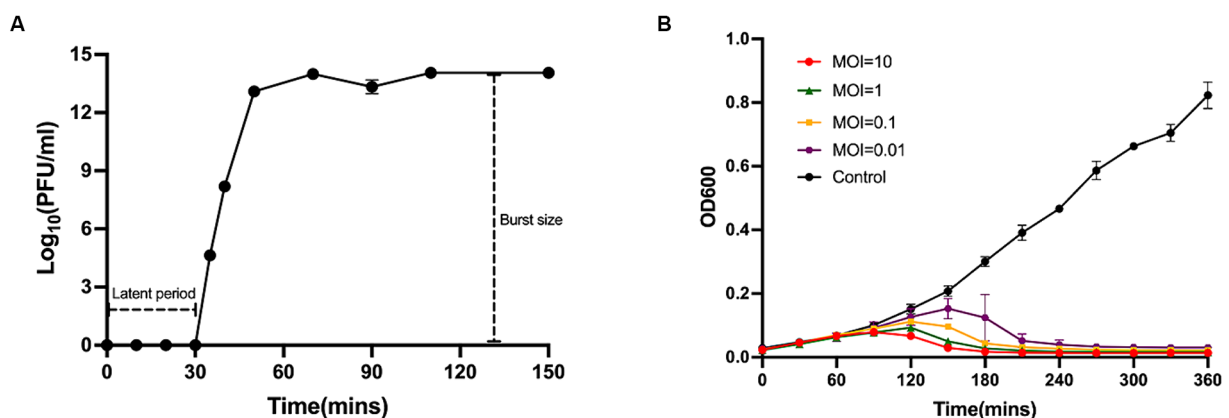 A
Log10(PFU/ml)
15
12
9
6
3
0
Latent period
Burst size
0 30 60 90 120 150
Time(mins)
B
OD600
1.0
0.8
0.6
0.4
0.2
0.0
MOI=10
MOI=1
MOI=0.1
MOI=0.01
Control
0 60 120 180 240 300 360
Time(mins)